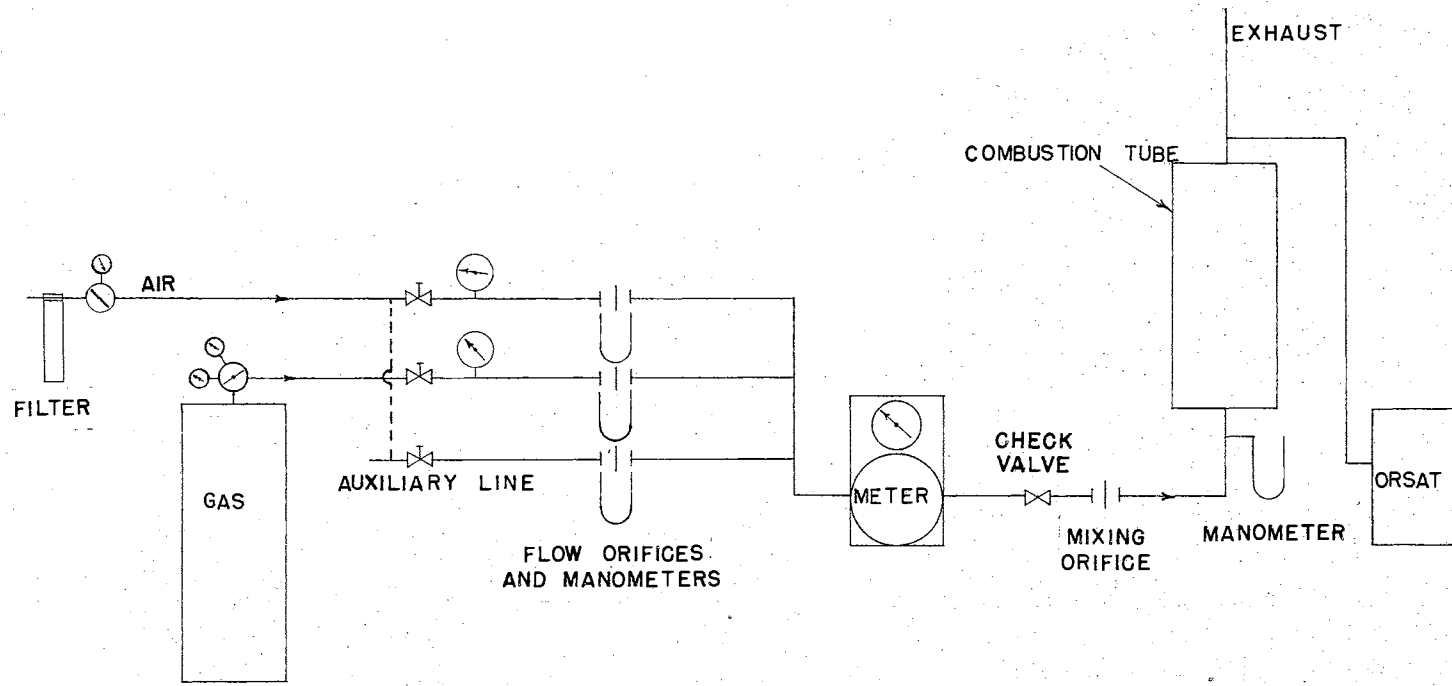 EXHAUST
COMBUSTION TUBE
AIR
FILTER
GAS
AUXILIARY LINE
FLOW ORIFICES
AND MANOMETERS
METER
CHECK
VALVE
MIXING
ORIFICE
MANOMETER
ORSAT